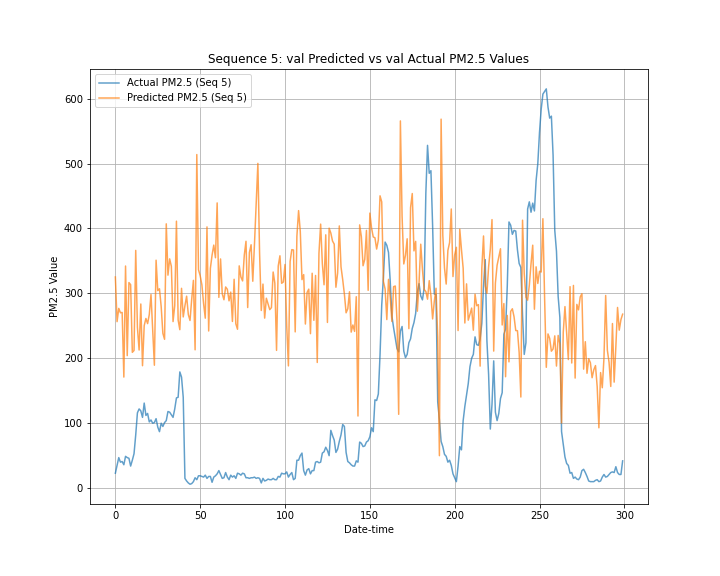 Sequence 5: val Predicted vs val Actual PM2.5 Values
Actual PM2.5 (Seq 5)
Predicted PM2.5 (Seq 5)
600
500
400
300
200
100
0
PM2.5 Value
0 50 100 150 200 250 300
Date-time